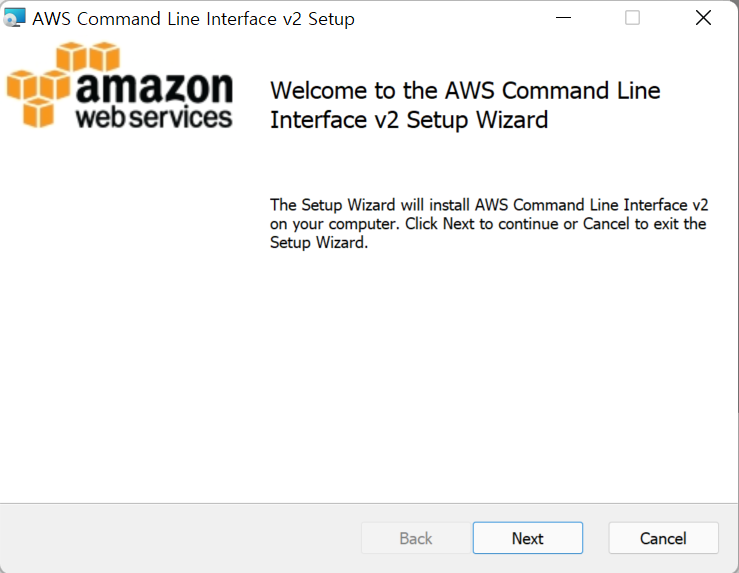 AWS Command Line Interface v2 Setup
amazon
web services
Welcome to the AWS Command Line
Interface v2 Setup Wizard
The Setup Wizard will install AWS Command Line Interface v2
on your computer. Click Next to continue or Cancel to exit the
Setup Wizard.
Back
Next
Cancel